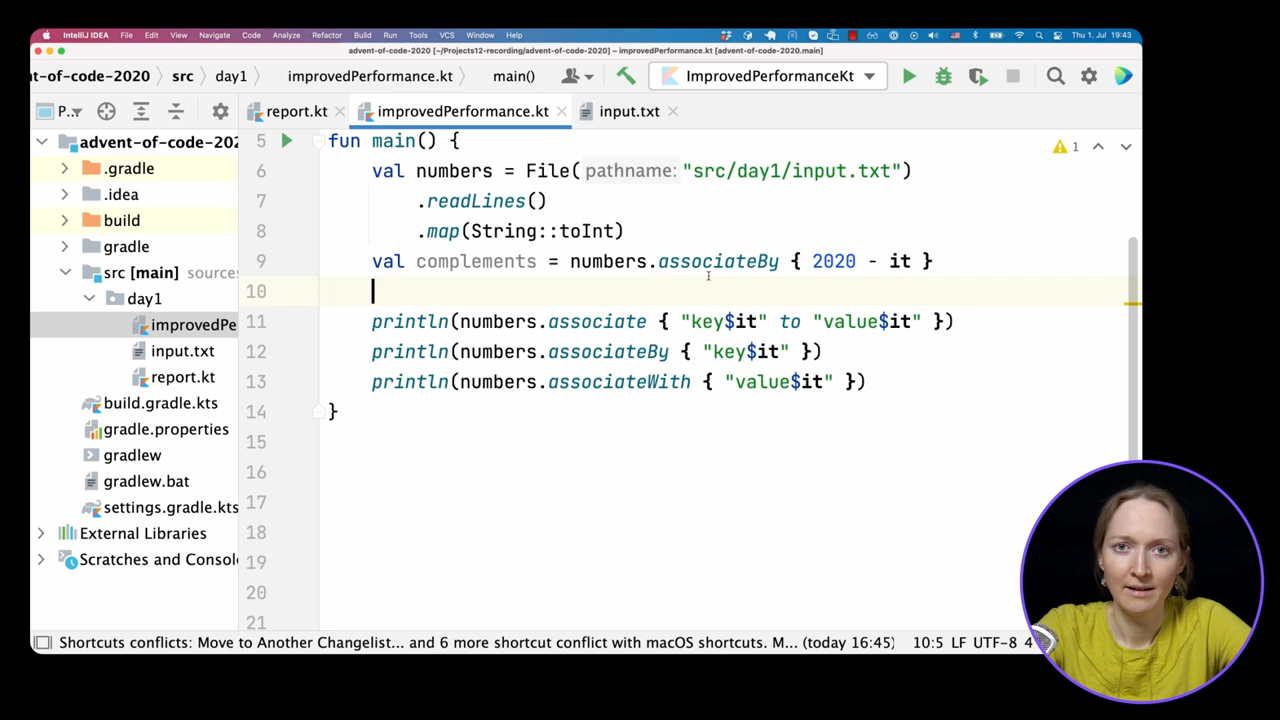 IntelliJ IDEA File Edit View Navigate Code Analyze Refactor Build Run Tools VCS Window Help Thu 1. Jul 19:43
advent-of-code-2020 [~/Projects12-recording/advent-of-code-2020] – improvedPerformance.kt [advent-of-code-2020.main]
nt-of-code-2020 src day1 improvedPerformance.kt main() ImprovedPerformanceKt
P... report.kt improvedPerformance.kt input.txt
advent-of-code-202
.gradle
.idea
build
gradle
src [main] sources
day1
improvedPe
input.txt
report.kt
build.gradle.kts
gradle.properties
gradlew
gradlew.bat
settings.gradle.kts
External Libraries
Scratches and Consol
5 fun main() {
6 val numbers = File( pathname: "src/day1/input.txt")
7 .readLines()
8 .map(String::toInt)
9 val complements = numbers.associateBy { 2020 - it }
10
11 println(numbers.associate { "key$it" to "value$it" })
12 println(numbers.associateBy { "key$it" })
13 println(numbers.associateWith { "value$it" })
14 }
15
16
17
18
19
20
21
1
Shortcuts conflicts: Move to Another Changelist... and 6 more shortcut conflict with macOS shortcuts. M... (today 16:45) 10:5 LF UTF-8 4